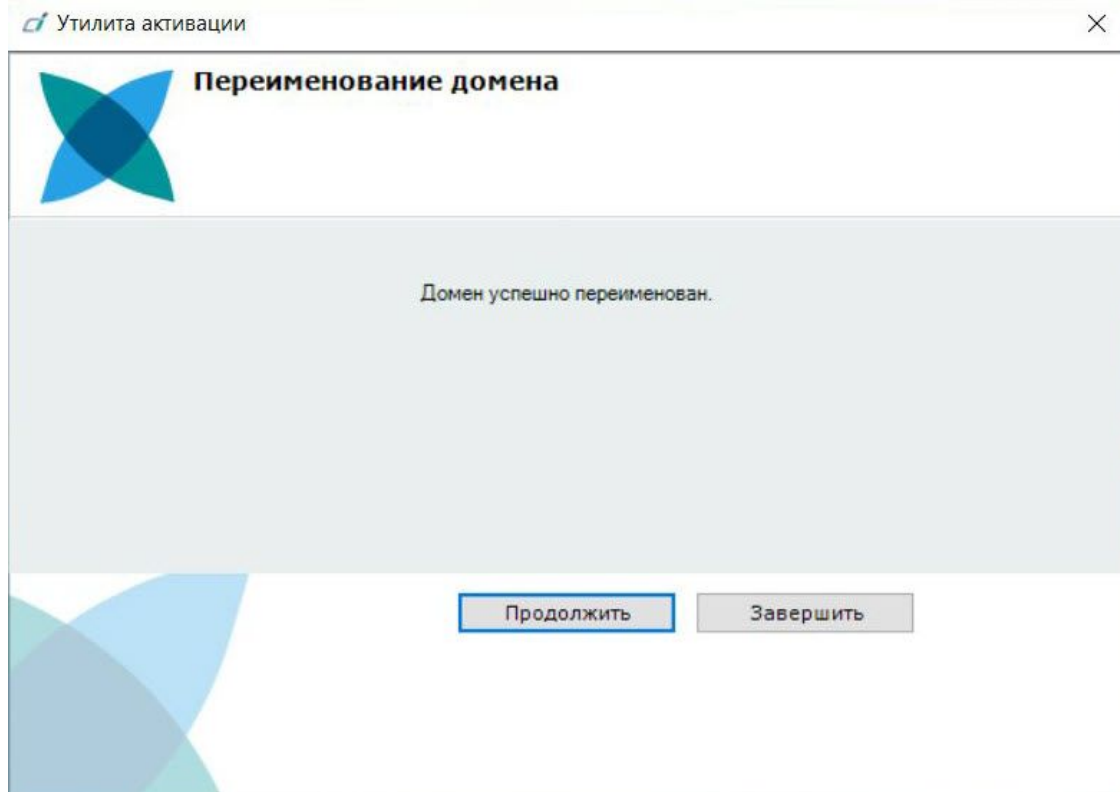 Утилита активации
Переименование домена
Домен успешно переименован.
Продолжить
Завершить